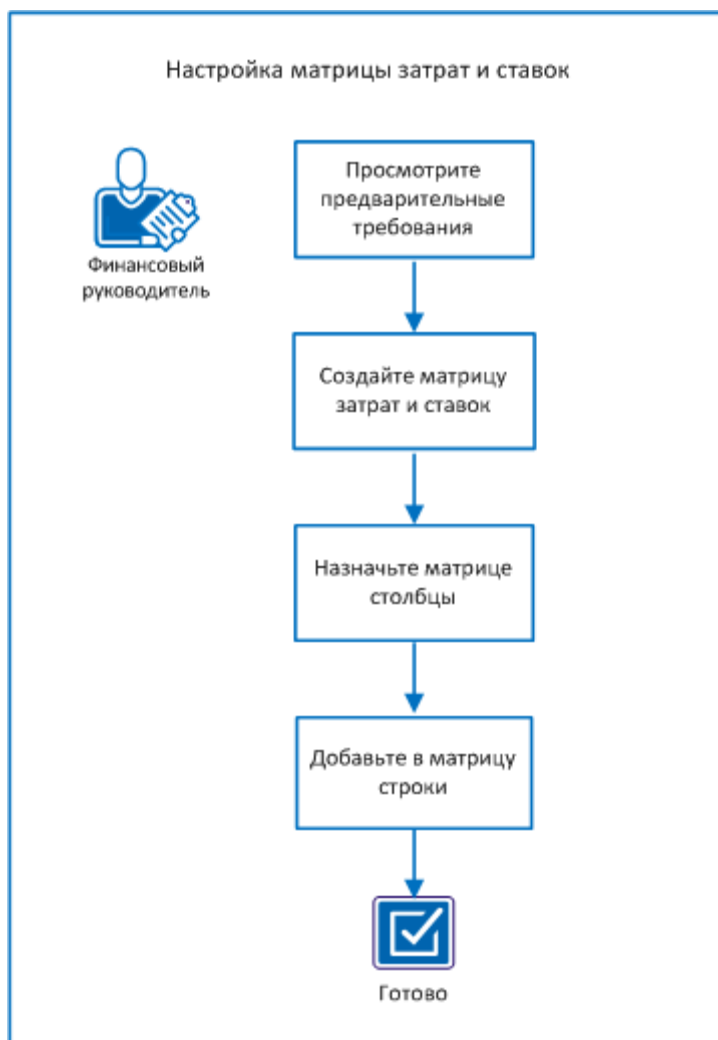 Настройка матрицы затрат и ставок
Финансовый
руководитель
Просмотрите
предварительные
требования
Создайте матрицу
затрат и ставок
Назначьте матрице
столбцы
Добавьте в матрицу
строки
Готово